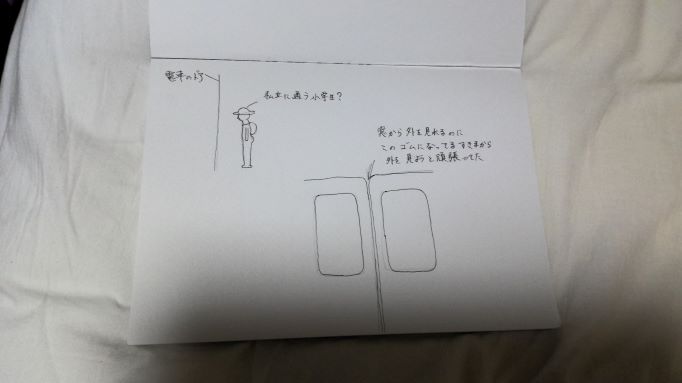 電車のドア
私立に通う小学生？
窓から外を見れるのに
このゴムになってるすきまから
外を見ようと頑張ってた